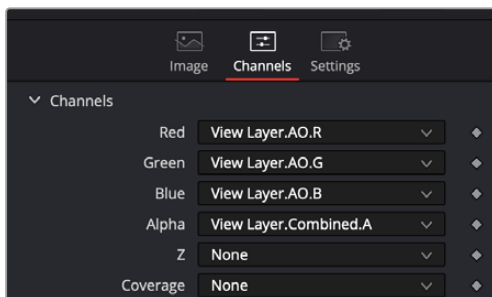 Image Channels Settings
Channels
Red View Layer.AO.R
Green View Layer.AO.G
Blue View Layer.AO.B
Alpha View Layer.Combined.A
Z None
Coverage None